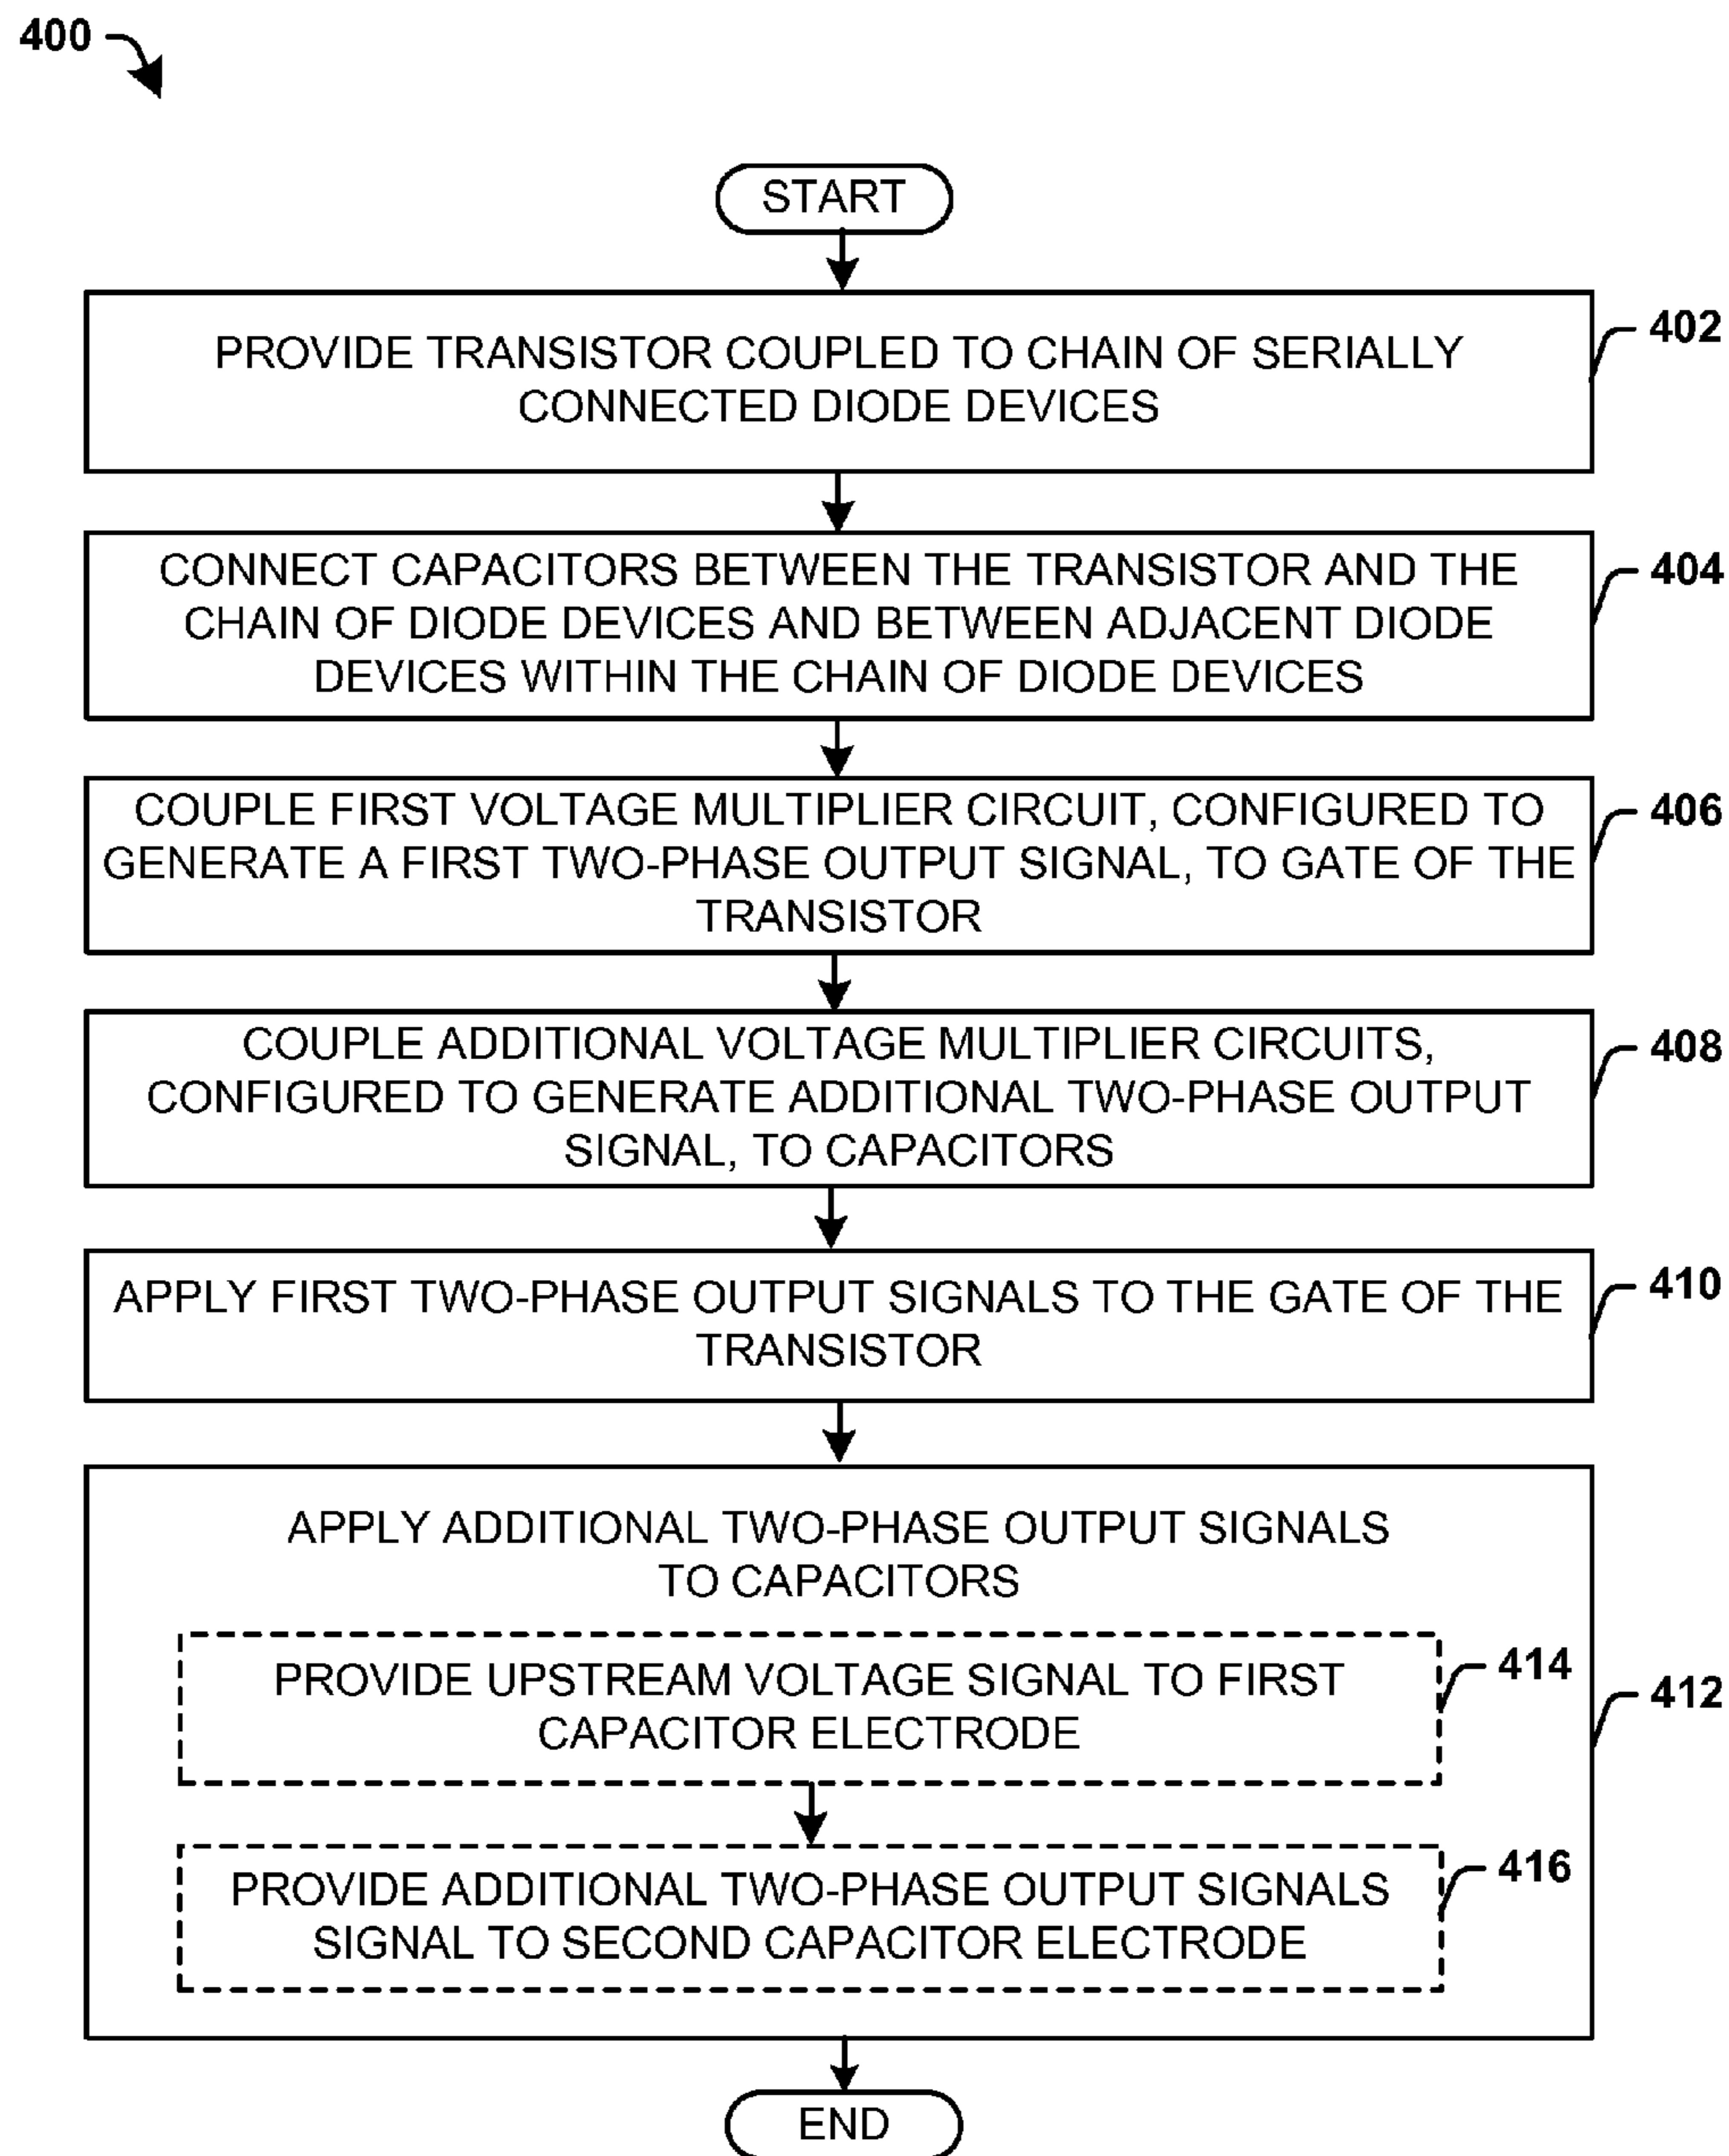 400
START
PROVIDE TRANSISTOR COUPLED TO CHAIN OF SERIALLY
CONNECTED DIODE DEVICES
402
CONNECT CAPACITORS BETWEEN THE TRANSISTOR AND THE
CHAIN OF DIODE DEVICES AND BETWEEN ADJACENT DIODE
DEVICES WITHIN THE CHAIN OF DIODE DEVICES
404
COUPLE FIRST VOLTAGE MULTIPLIER CIRCUIT, CONFIGURED TO
GENERATE A FIRST TWO-PHASE OUTPUT SIGNAL, TO GATE OF THE
TRANSISTOR
406
COUPLE ADDITIONAL VOLTAGE MULTIPLIER CIRCUITS,
CONFIGURED TO GENERATE ADDITIONAL TWO-PHASE OUTPUT
SIGNAL, TO CAPACITORS
408
APPLY FIRST TWO-PHASE OUTPUT SIGNALS TO THE GATE OF THE
TRANSISTOR
410
APPLY ADDITIONAL TWO-PHASE OUTPUT SIGNALS
TO CAPACITORS
412
PROVIDE UPSTREAM VOLTAGE SIGNAL TO FIRST
CAPACITOR ELECTRODE
414
PROVIDE ADDITIONAL TWO-PHASE OUTPUT SIGNALS
SIGNAL TO SECOND CAPACITOR ELECTRODE
416
END